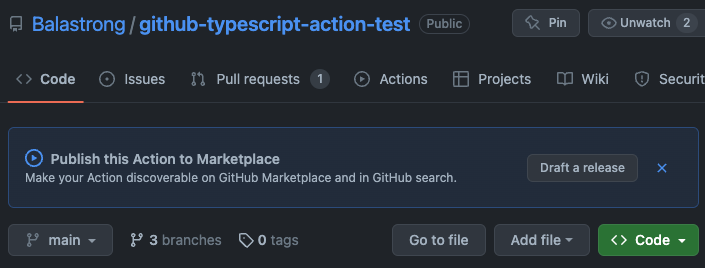 Balastrong / github-typescript-action-test Public Pin Unwatch 2
Code Issues Pull requests 1 Actions Projects Wiki Securit
Publish this Action to Marketplace
Make your Action discoverable on GitHub Marketplace and in GitHub search.
Draft a release
main 3 branches 0 tags Go to file Add file Code